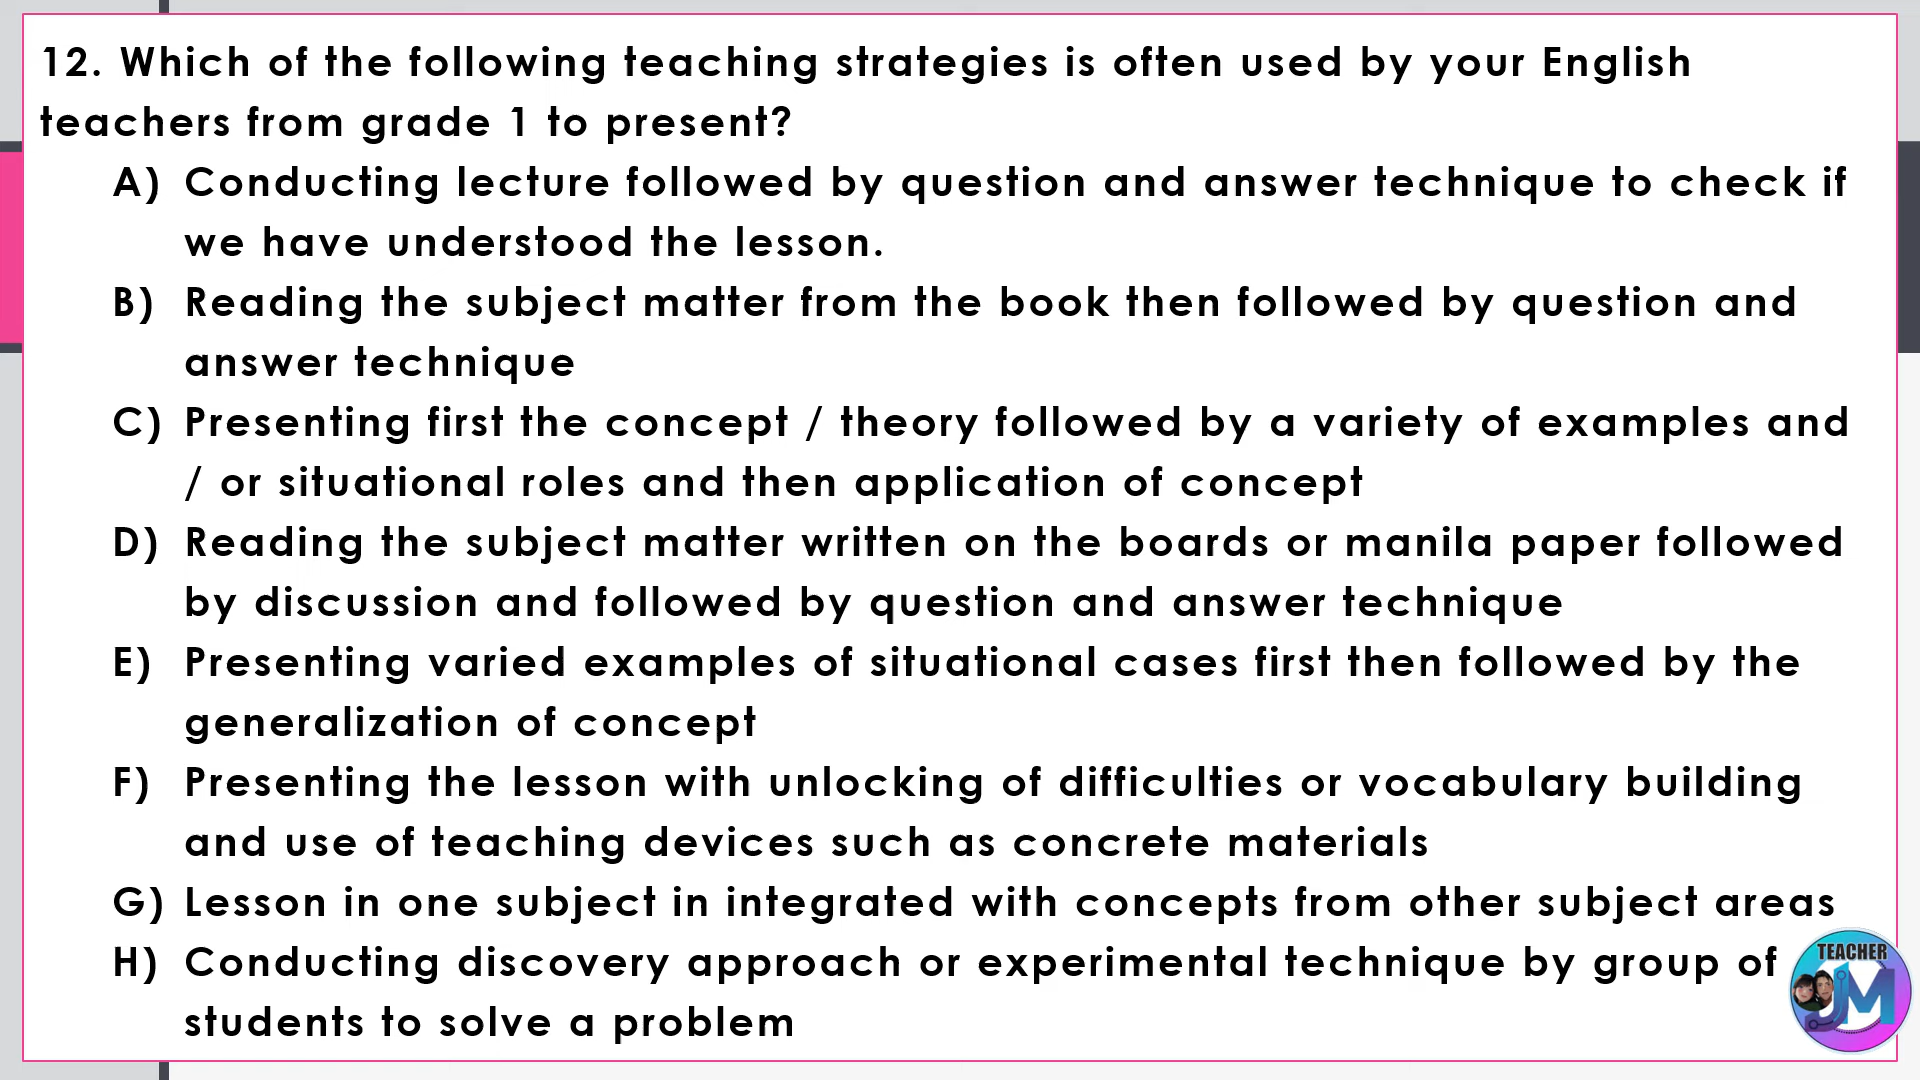 12. Which of the following teaching strategies is often used by your English
teachers from grade 1 to present?
A) Conducting lecture followed by question and answer technique to check if
we have understood the lesson.
B) Reading the subject matter from the book then followed by question and
answer technique
C) Presenting first the concept / theory followed by a variety of examples and
/ or situational roles and then application of concept
D) Reading the subject matter written on the boards or manila paper followed
by discussion and followed by question and answer technique
E) Presenting varied examples of situational cases first then followed by the
generalization of concept
F) Presenting the lesson with unlocking of difficulties or vocabulary building
and use of teaching devices such as concrete materials
G) Lesson in one subject in integrated with concepts from other subject areas
H) Conducting discovery approach or experimental technique by group of
students to solve a problem
TEACHER
JM